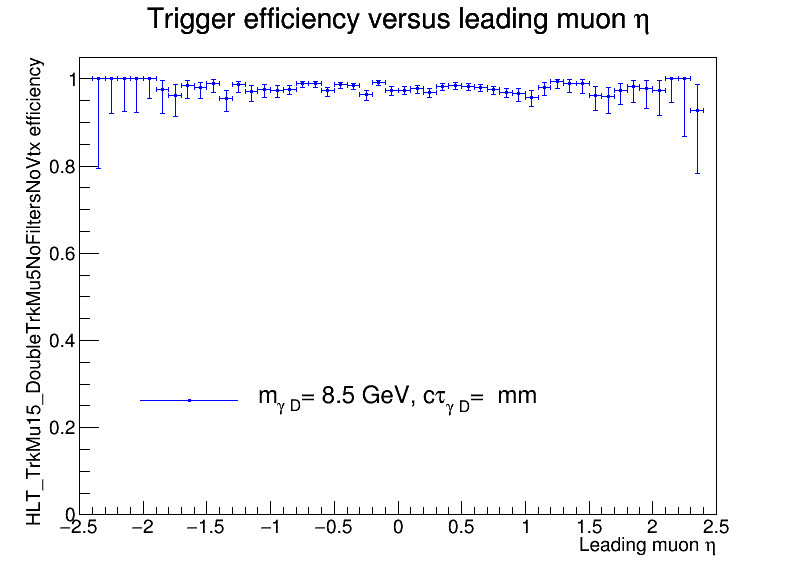 Trigger efficiency versus leading muon η
HLT_TrkMu15_DoubleTrkMu5NoFiltersNoVtx efficiency
1
0.8
0.6
0.4
0.2
0
m_γ D= 8.5 GeV, cτ_γ D=  mm
−2.5 −2 −1.5 −1 −0.5 0 0.5 1 1.5 2 2.5
Leading muon η